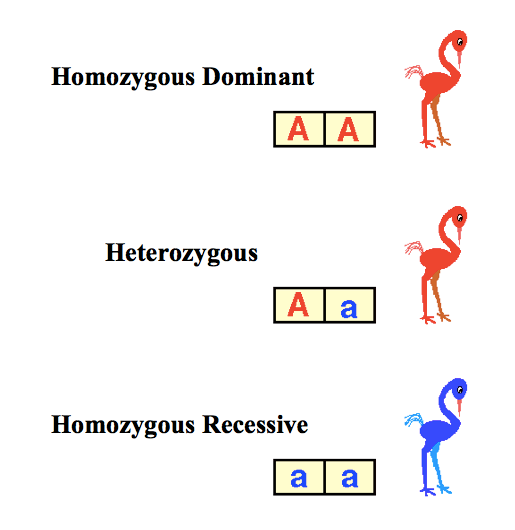 Homozygous Dominant
A A
Heterozygous
A a
Homozygous Recessive
a a